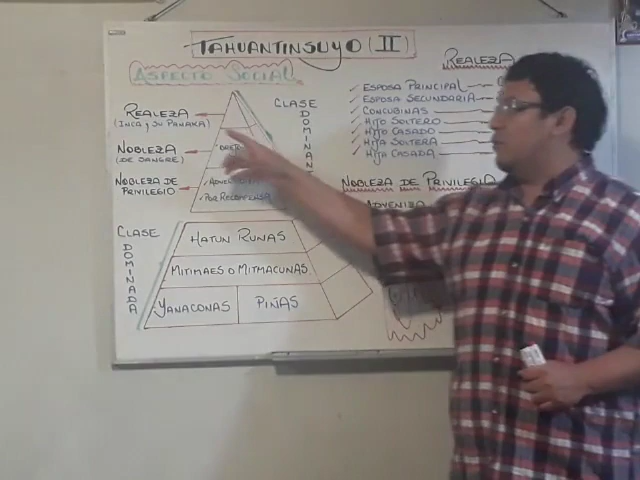 TAHUANTINSUYO (II)
ASPECTO SOCIAL
REALEZA
(INCA Y SU PANAKA)
NOBLEZA
(DE SANGRE)
NOBLEZA DE
PRIVILEGIO
POR RECOMPENSA
CLASE
DOMINANT
CLASE
DOMINADA
HATUN RUNAS
MITIMAES O MITMACUNAS
YANACONAS
PIÑAS
REALEZA
ESPOSA PRINCIPAL
ESPOSA SECUNDARIA
CONCUBINAS
HIJO SOLTERO
HIJO CASADO
HIJA SOLTERA
HIJA CASADA
NOBLEZA DE PRIVILEGIA